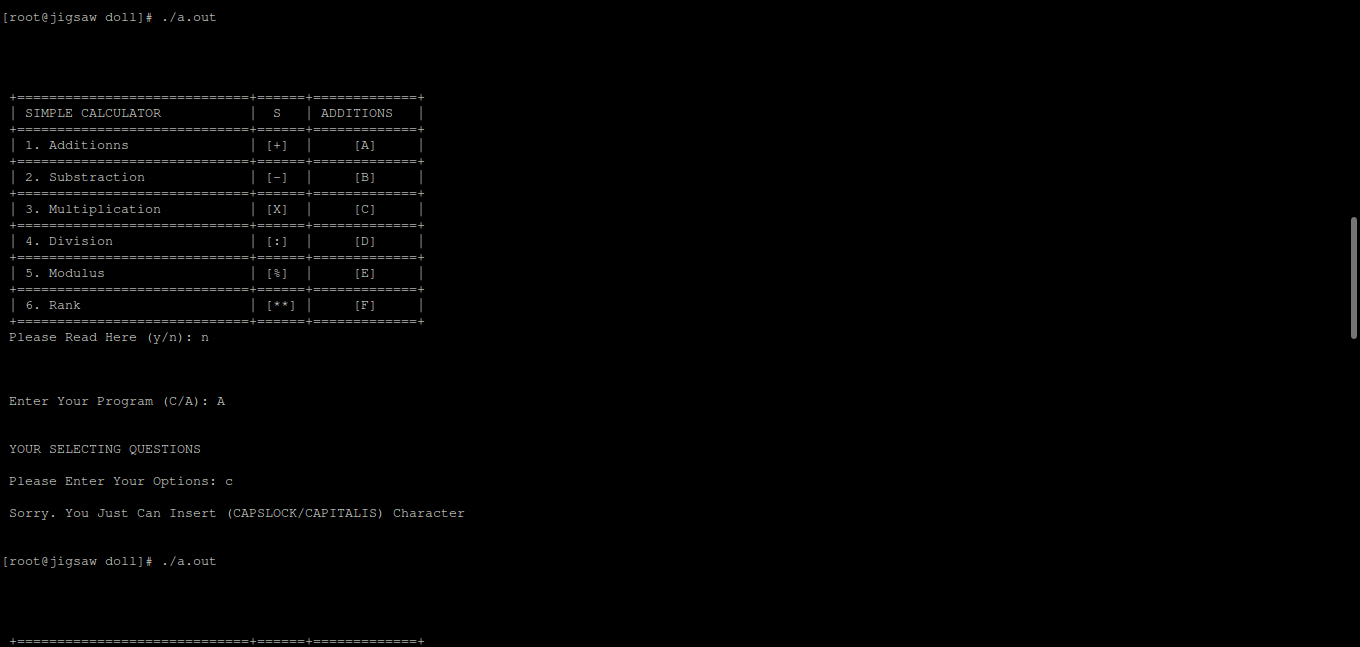 [root@jigsaw doll]# ./a.out
+=============================+======+=============+
| SIMPLE CALCULATOR           |  S   | ADDITIONS   |
+=============================+======+=============+
| 1. Additionns               | [+]  |     [A]     |
+=============================+======+=============+
| 2. Substraction             | [-]  |     [B]     |
+=============================+======+=============+
| 3. Multiplication           | [X]  |     [C]     |
+=============================+======+=============+
| 4. Division                 | [:]  |     [D]     |
+=============================+======+=============+
| 5. Modulus                  | [%]  |     [E]     |
+=============================+======+=============+
| 6. Rank                     | [**] |     [F]     |
+=============================+======+=============+
Please Read Here (y/n): n
Enter Your Program (C/A): A
YOUR SELECTING QUESTIONS
Please Enter Your Options: c
Sorry. You Just Can Insert (CAPSLOCK/CAPITALIS) Character
[root@jigsaw doll]# ./a.out
+=============================+======+=============+